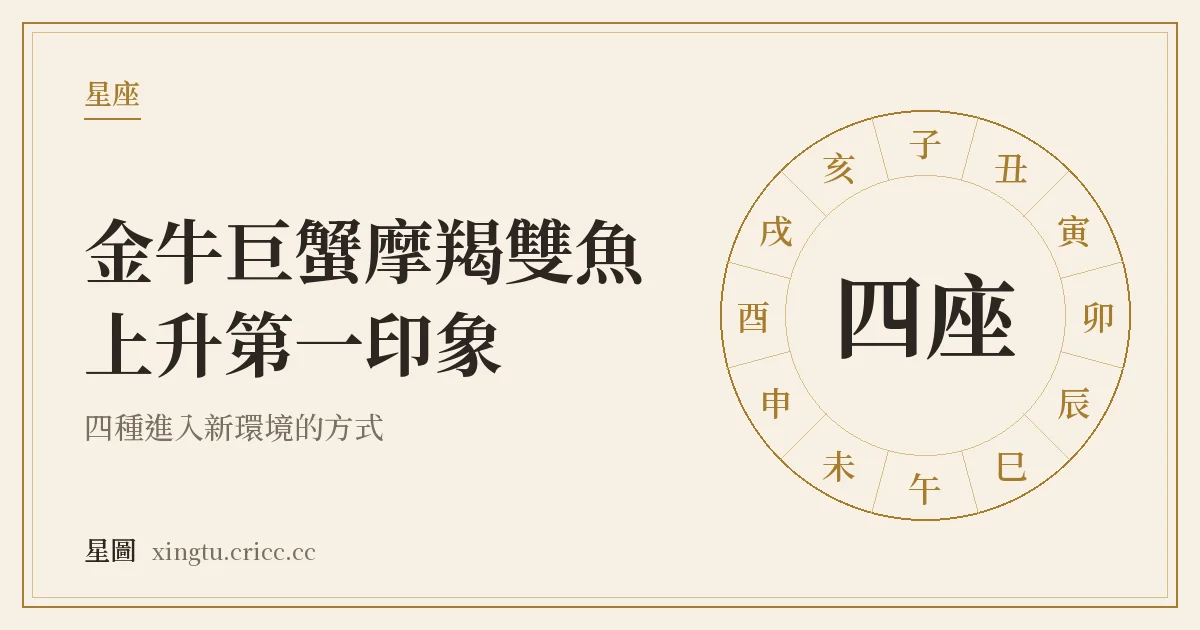 星座
金牛巨蟹摩羯雙魚
上升第一印象
四種進入新環境的方式
星圖 xingtu.cricc.cc
子
丑
寅
卯
辰
巳
午
未
申
酉
戌
亥
四座